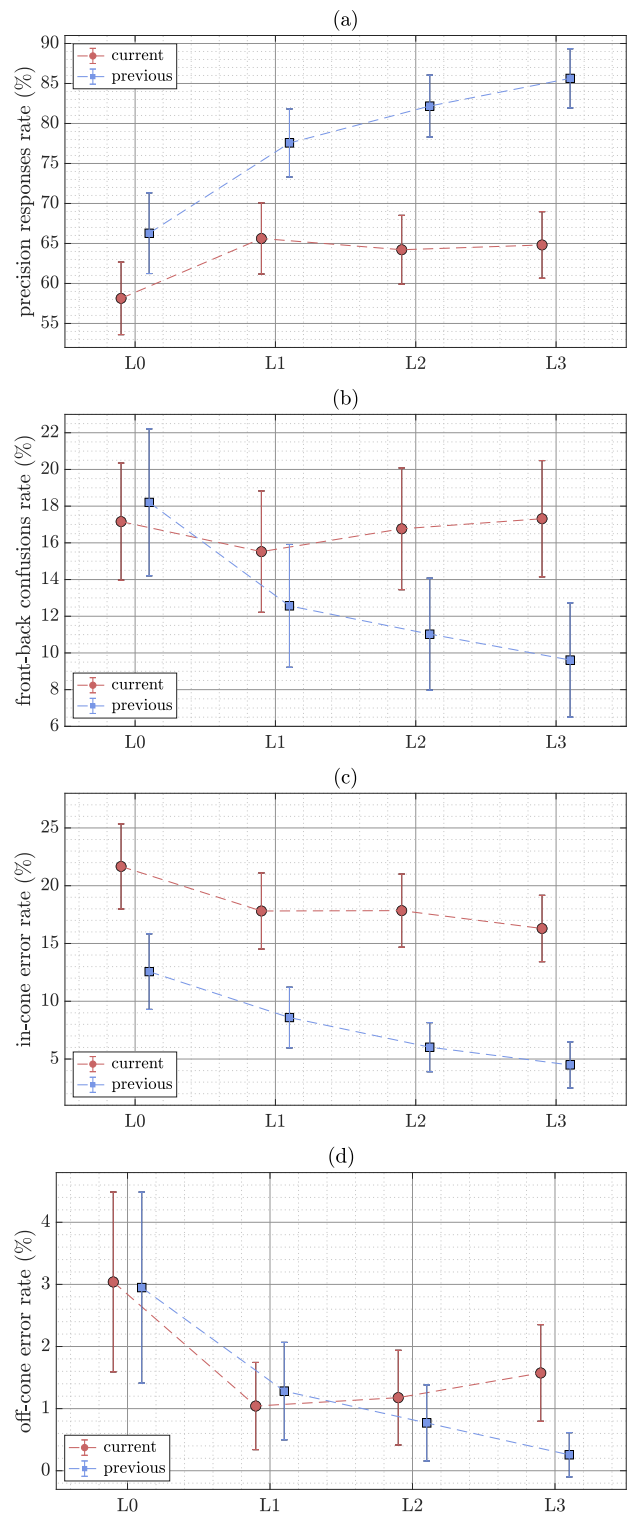 (a)
precision responses rate (%)
90
85
80
75
70
65
60
55
current
previous
L0 L1 L2 L3
(b)
front-back confusions rate (%)
22
20
18
16
14
12
10
8
6
current
previous
L0 L1 L2 L3
(c)
in-cone error rate (%)
25
20
15
10
5
current
previous
L0 L1 L2 L3
(d)
off-cone error rate (%)
4
3
2
1
0
current
previous
L0 L1 L2 L3